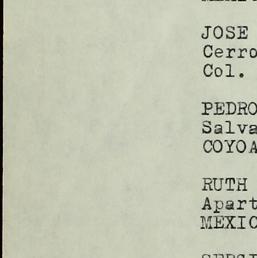 JOSE
Cerro
Col.
PEDRO
Salva
COYOA
RUTH
Apart
MEXIC